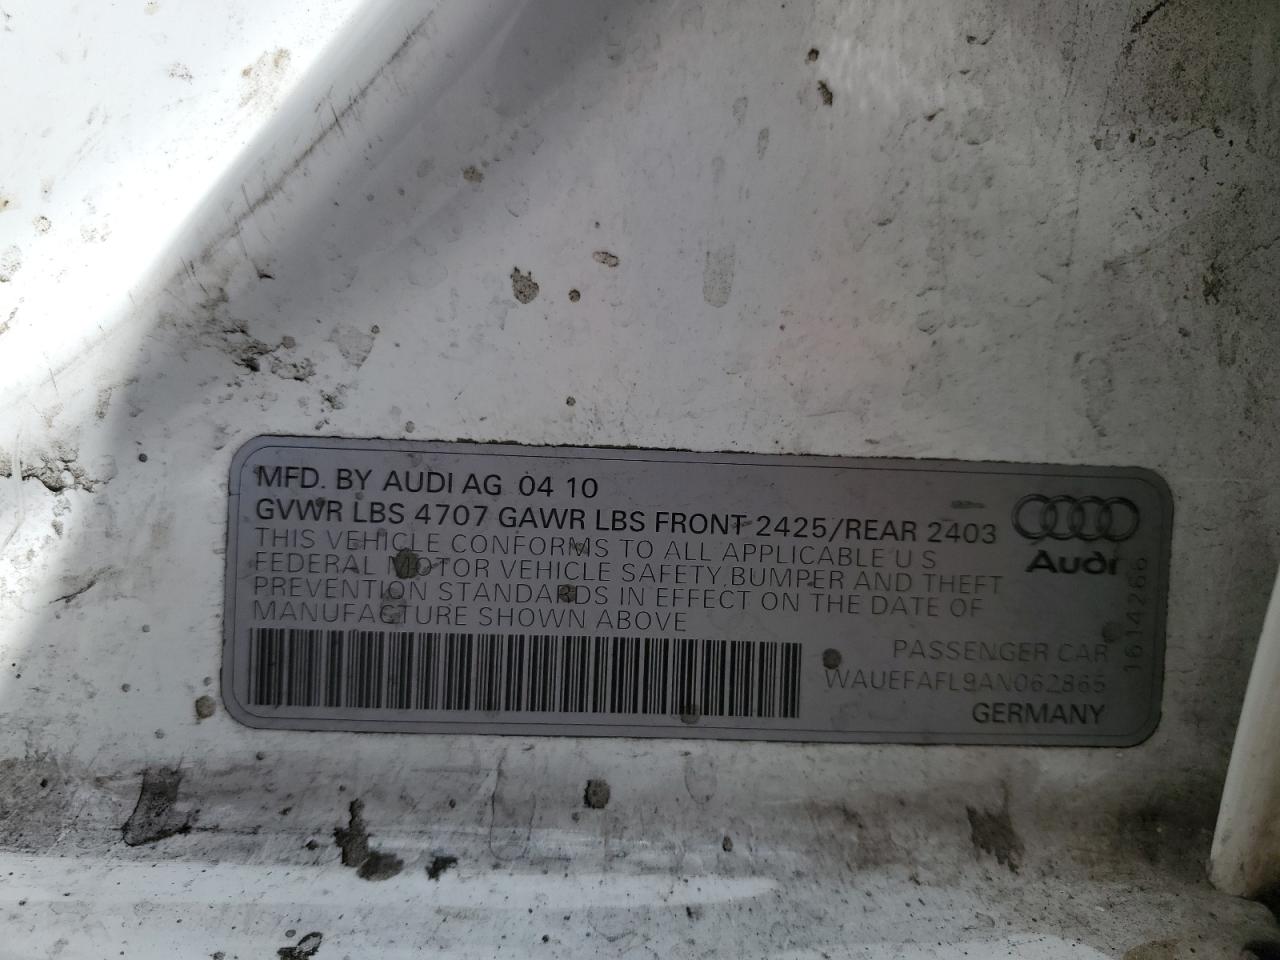 MFD. BY AUDI AG 04 10
GVWR LBS 4707 GAWR LBS FRONT 2425/REAR 2403
THIS VEHICLE CONFORMS TO ALL APPLICABLE U S
FEDERAL MOTOR VEHICLE SAFETY, BUMPER AND THEFT
PREVENTION STANDARDS IN EFFECT ON THE DATE OF
MANUFACTURE SHOWN ABOVE
Audi
1614266
PASSENGER CAR
WAUEFAFL9AN062865
GERMANY